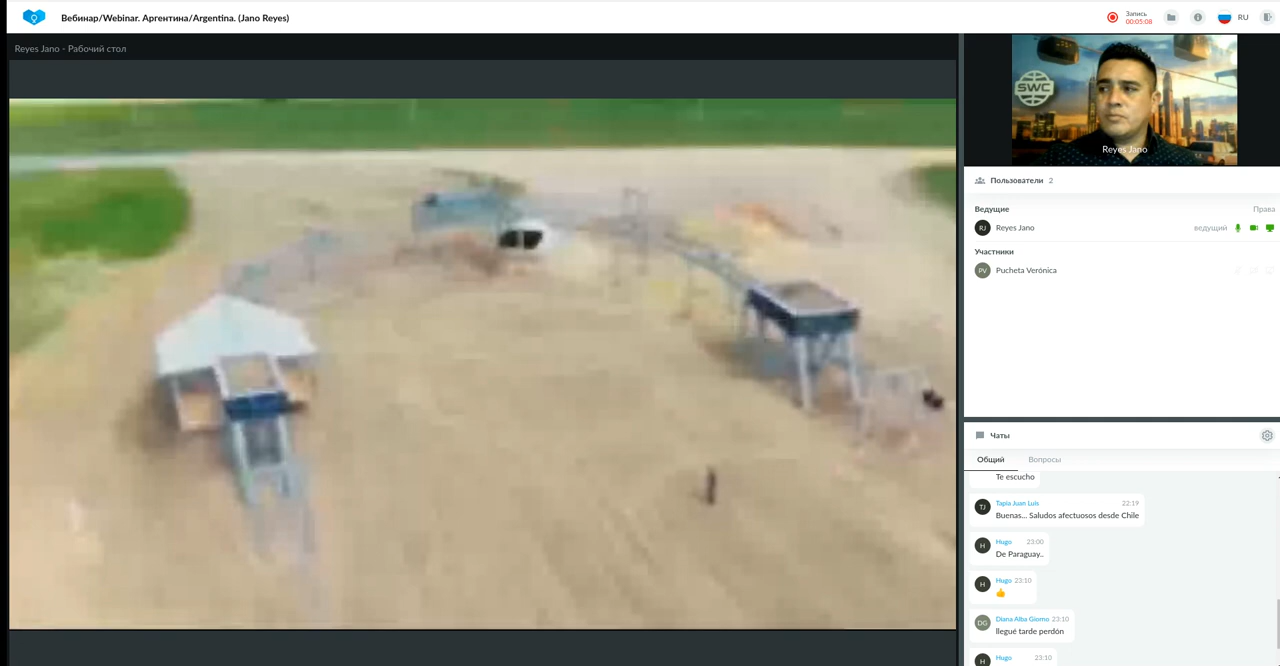 Вебинар/Webinar. Аргентина/Argentina. (Jano Reyes)
Запись
00:05:08
RU
Reyes Jano - Рабочий стол
SWC
Reyes Jano
Пользователи 2
Ведущие Права
RJ Reyes Jano ведущий
Участники
PV Pucheta Verónica
Чаты
Общий Вопросы
Te escucho
TJ Tapia Juan Luis 22:19
Buenas... Saludos afectuosos desde Chile
H Hugo 23:00
De Paraguay..
H Hugo 23:10
👍
DG Diana Alba Giorno 23:10
llegué tarde perdón
H Hugo 23:10